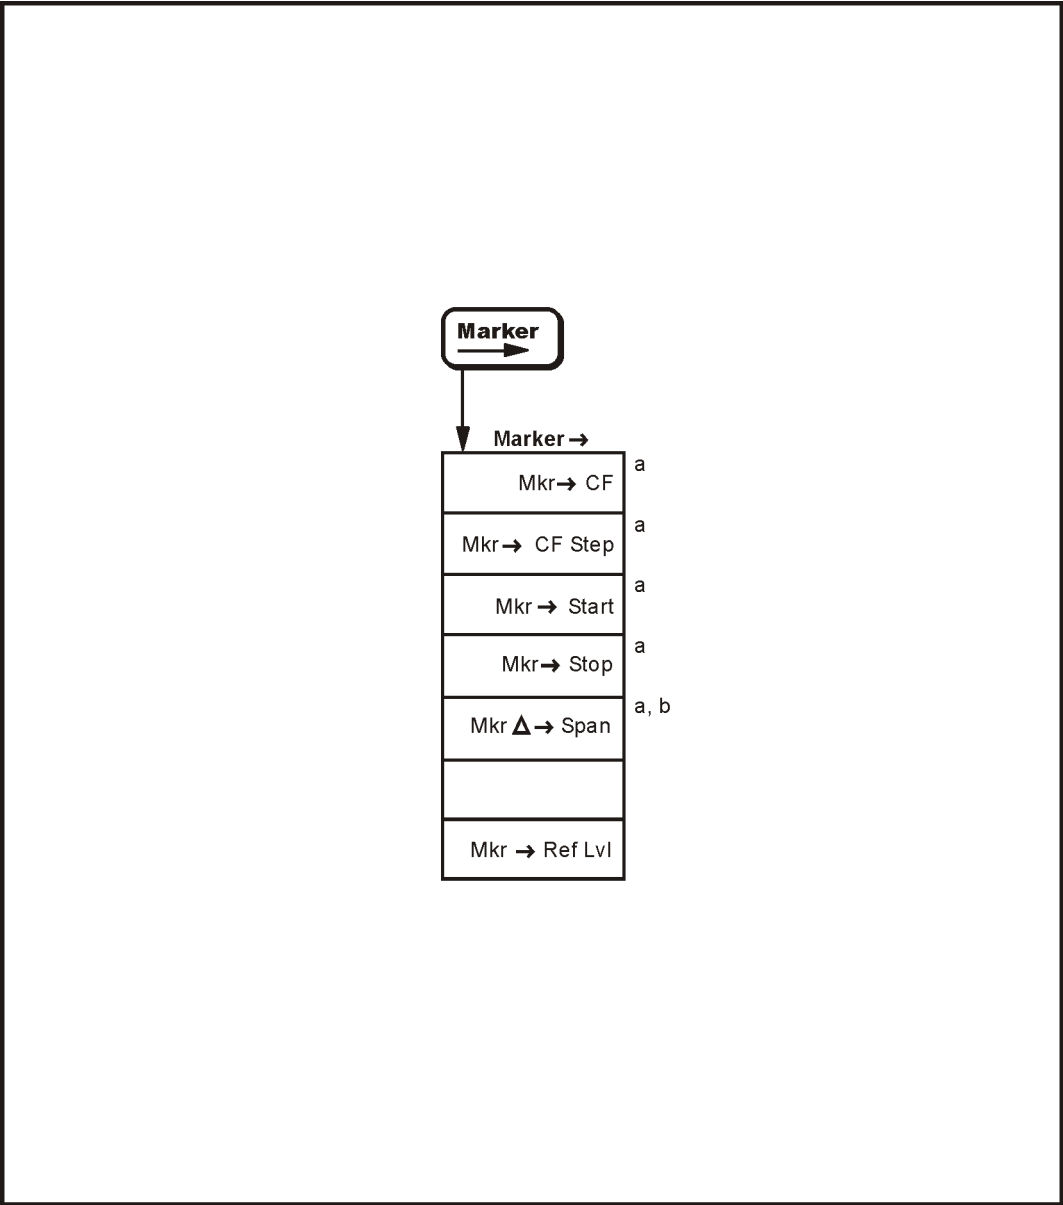 Marker
Marker →
Mkr → CF a
Mkr → CF Step a
Mkr → Start a
Mkr → Stop a
Mkr Δ → Span a, b
Mkr → Ref Lvl